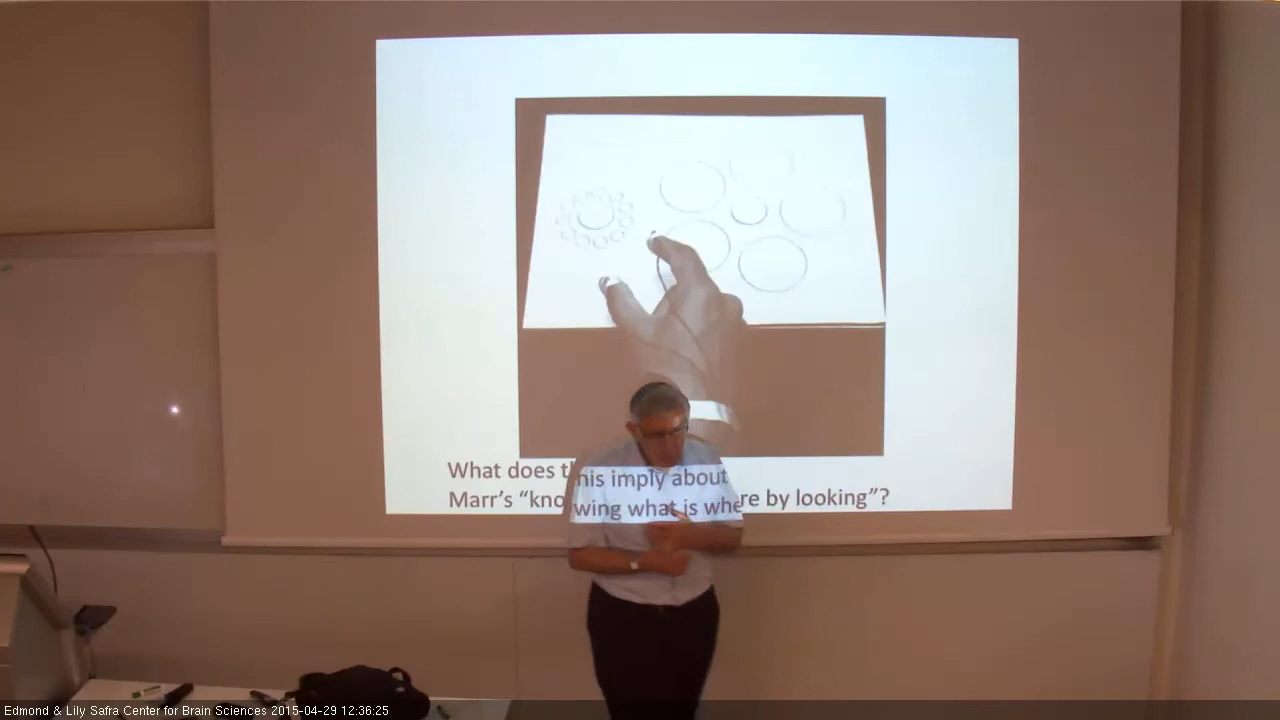 What does this imply about
Marr's “knowing what is where by looking”?
Edmond & Lily Safra Center for Brain Sciences 2015-04-29 12:36:25